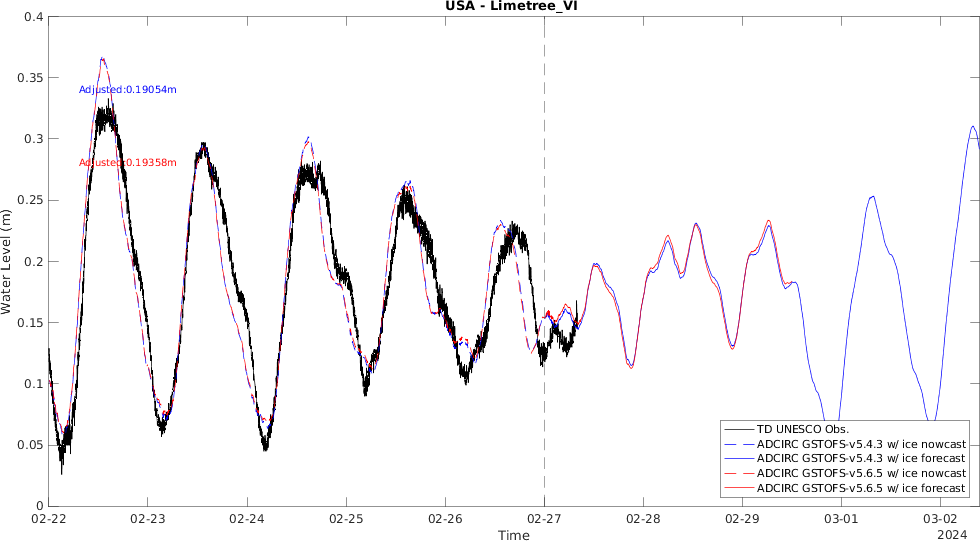 USA - Limetree_VI
0.4
0.35
0.3
0.25
0.2
0.15
0.1
0.05
0
Water Level (m)
Adjusted:0.19054m
Adjusted:0.19358m
TD UNESCO Obs.
ADCIRC GSTOFS-v5.4.3 w/ ice nowcast
ADCIRC GSTOFS-v5.4.3 w/ ice forecast
ADCIRC GSTOFS-v5.6.5 w/ ice nowcast
ADCIRC GSTOFS-v5.6.5 w/ ice forecast
02-22 02-23 02-24 02-25 02-26 02-27 02-28 02-29 03-01 03-02
Time
2024